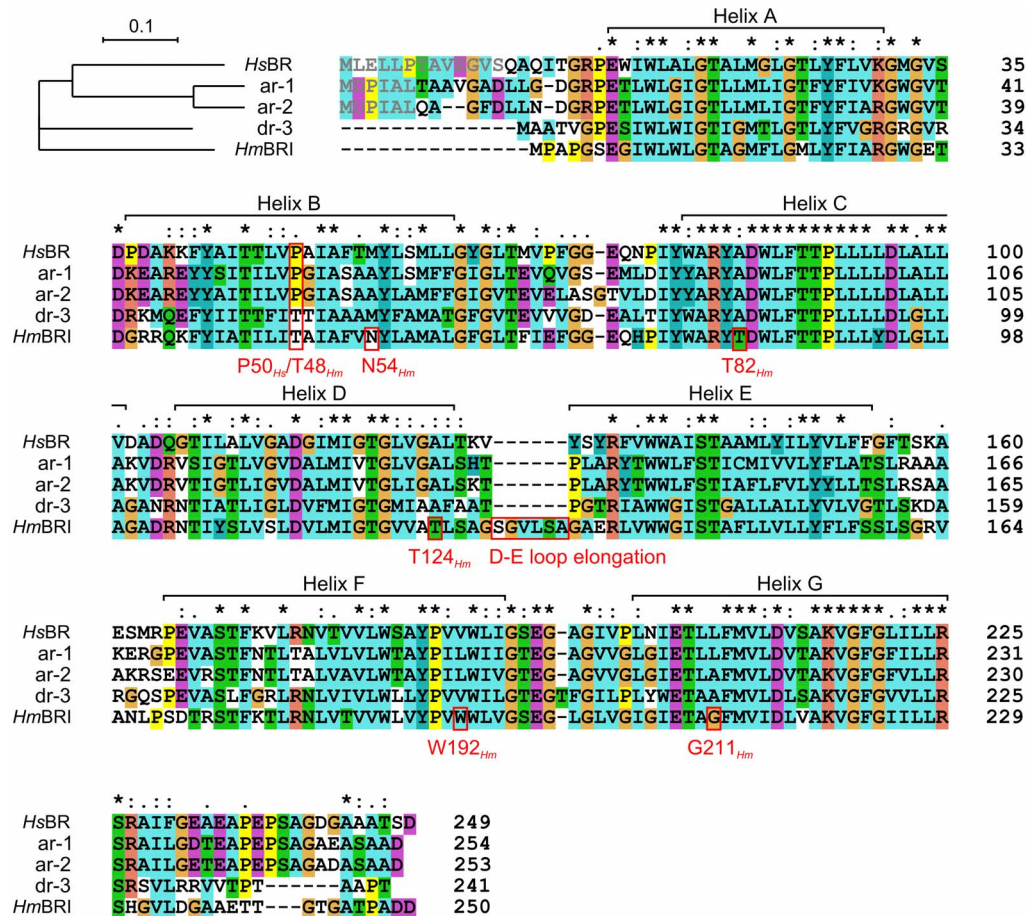 0.1
Helix A
.* :** ** * :** ** : : :* * *
HsBR MLELLPTAVEGVSQAQITGRPEWIWLALGTALMGLGTLYFLVKGMGVS 35
ar-1 MDPIALTAAVGADLLG-DGRPETLWLGIGTLLMLIGTFYFIVKGWGVT 41
ar-2 MDPIALQA--GFDLLN-DGRPETLWLGIGTLLMLIGTFYFIARGWGVT 39
dr-3 --------------MAATVGPESIWLWIGTIGMTLGTLYFVGRGRGVR 34
HmBRI ---------------MPAPGSEGIWLWLGTAGMFLGMLYFIARGWGET 33
Helix B
Helix C
HsBR DPDAKKFYAITTLVPAIAFTMYLSMLLGYGLTMVPFGG-EQNPIYWARYADWLFTTPLLLLDLALL 100
ar-1 DKEAREYYSITILVPGIASAAYLSMFFGIGLTEVQVGS-EMLDIYYARYADWLFTTPLLLLDLALL 106
ar-2 DKEAREYYAITILVPGIASAAYLAMFFGIGVTEVELASGTVLDIYYARYADWLFTTPLLLLDLALL 105
dr-3 DRKMQEFYIITTFITTIAAAMYFAMATGFGVTEVVVGD-EALTIYWARYADWLFTTPLLLLDLGLL 99
HmBRI DGRRQKFYIATILITAIAFVNYLAMALGFGLTFIEFGG-EQHPIYWARYTDWLFTTPLLLYDLGLL 98
P50Hs/T48Hm N54Hm T82Hm
Helix D
Helix E
HsBR VDADQGTILALVGADGIMIGTGLVGALTKV------YSYRFVWWAISTAAMLYILYVLFFGFTSKA 160
ar-1 AKVDRVSIGTLVGVDALMIVTGLVGALSHT------PLARYTWWLFSTICMIVVLYFLATSLRAAA 166
ar-2 AKVDRVTIGTLVGVDALMIVTGLIGALSKT------PLARYTWWLFSTIAFLFVLYYLLTSLRSAA 165
dr-3 AGANRNTIATLIGLDVFMIGTGMIAAFAAT------PGTRIAWWGISTGALLALLYVLVGTLSKDA 159
HmBRI AGADRNTIYSLVSLDVLMIGTGVVATLSAGSGVLSAGAERLVWWGISTAFLLVLLYFLFSSLSGRV 164
T124Hm D-E loop elongation
Helix F
Helix G
HsBR ESMRPEVASTFKVLRNVTVVLWSAYPVVWLIGSEG-AGIVPLNIETLLFMVLDVSAKVGFGLILLR 225
ar-1 KERGPEVASTFNTLTALVLVLWTAYPILWIIGTEG-AGVVGLGIETLLFMVLDVTAKVGFGFILLR 231
ar-2 AKRSEEVRSTFNTLTALVAVLWTAYPILWIVGTEG-AGVVGLGIETLAFMVLDVTAKVGFGFVLLR 230
dr-3 RGQSPEVASLFGRLRNLVIVLWLLYPVVWILGTEGTFGILPLYWETAAFMVLDLSAKVGFGVVLLR 225
HmBRI ANLPSDTRSTFKTLRNLVTVVWLVYPVWWLVGSEG-LGLVGIGIETAGFMVIDLVAKVGFGIILLR 229
W192Hm G211Hm
*:.:: . . *:.:
HsBR SRAIFGEAEAPEPSAGDGAAATSD 249
ar-1 SRAILGDTEAPEPSAGAEASAAD 254
ar-2 SRAILGETEAPEPSAGADASAAD 253
dr-3 SRSVLRRVVTPT------AAPT 241
HmBRI SHGVLDGAAETT---GTGATPADD 250